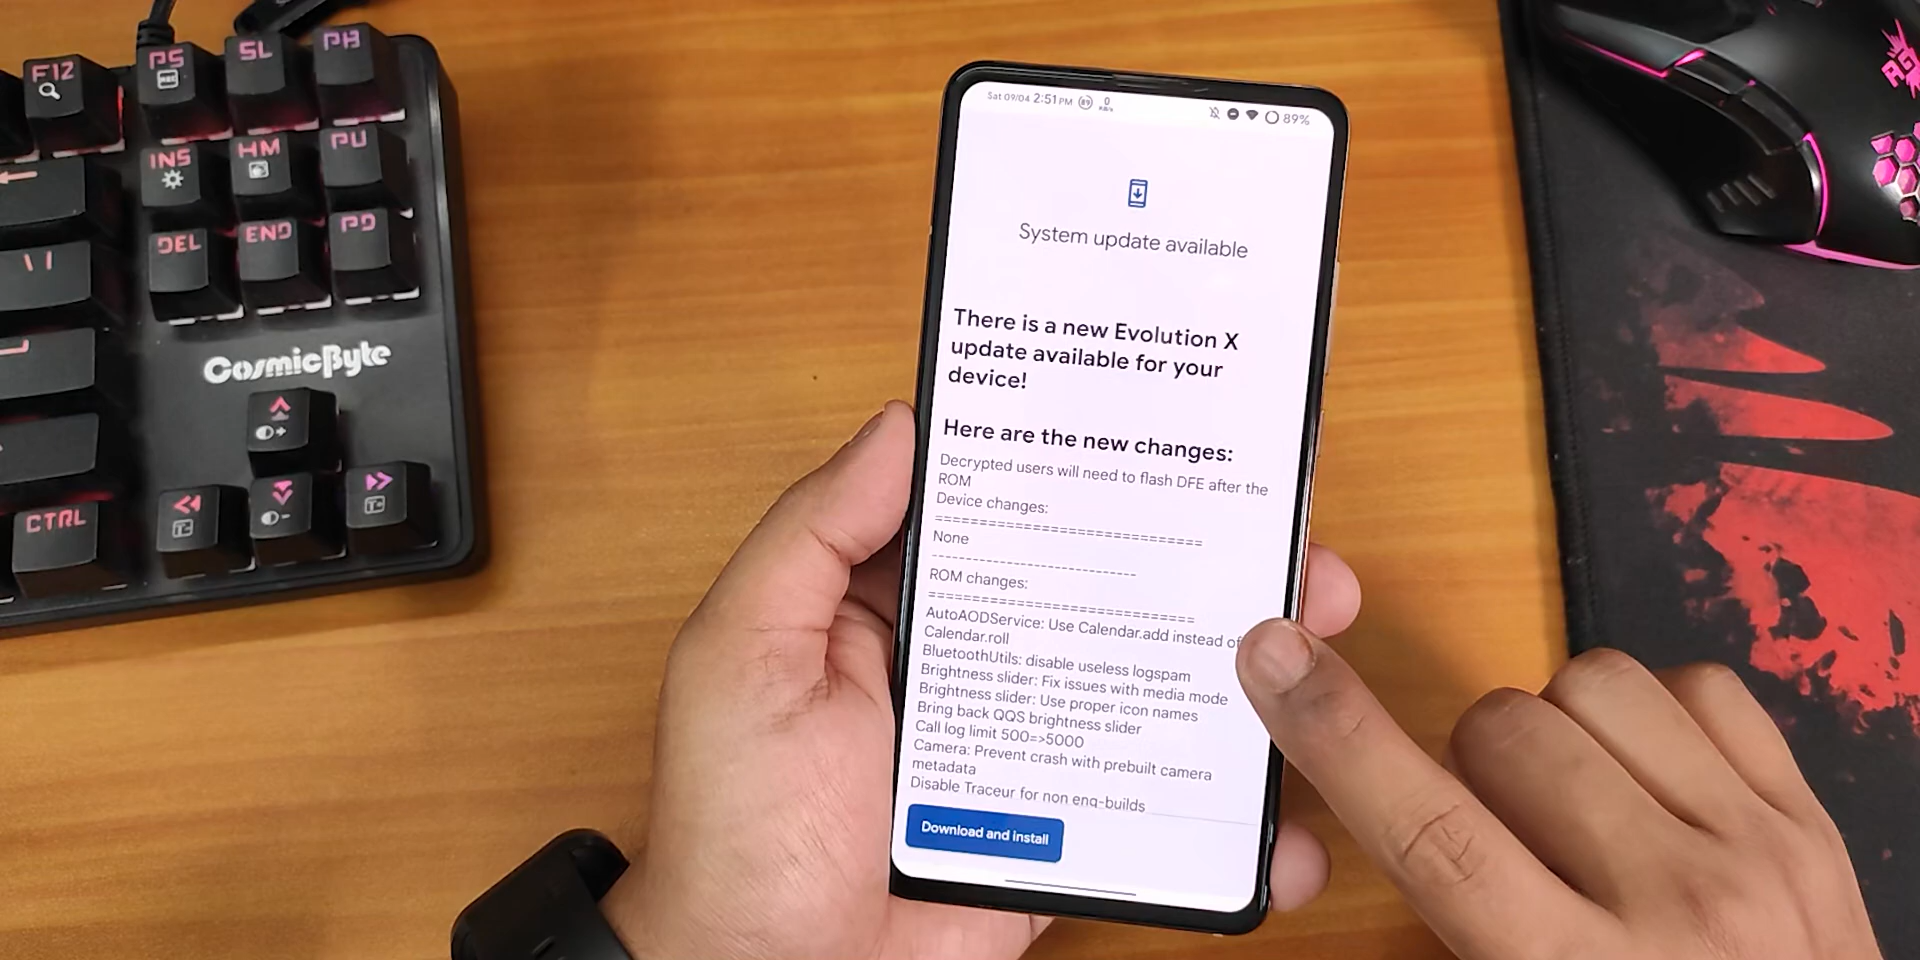 F12
PS
SL
PB
INS
HM
PU
DEL
END
PD
CosmicByte
CTRL
Sat 09/04 2:51 PM 89 0
89%
System update available
There is a new Evolution X
update available for your
device!
Here are the new changes:
Decrypted users will need to flash DFE after the
ROM
Device changes:
==============================
None
--------------------------
ROM changes:
==============================
AutoAODService: Use Calendar.add instead of
Calendar.roll
BluetoothUtils: disable useless logspam
Brightness slider: Fix issues with media mode
Brightness slider: Use proper icon names
Bring back QQS brightness slider
Call log limit 500=>5000
Camera: Prevent crash with prebuilt camera
metadata
Disable Traceur for non eng-builds
Download and install